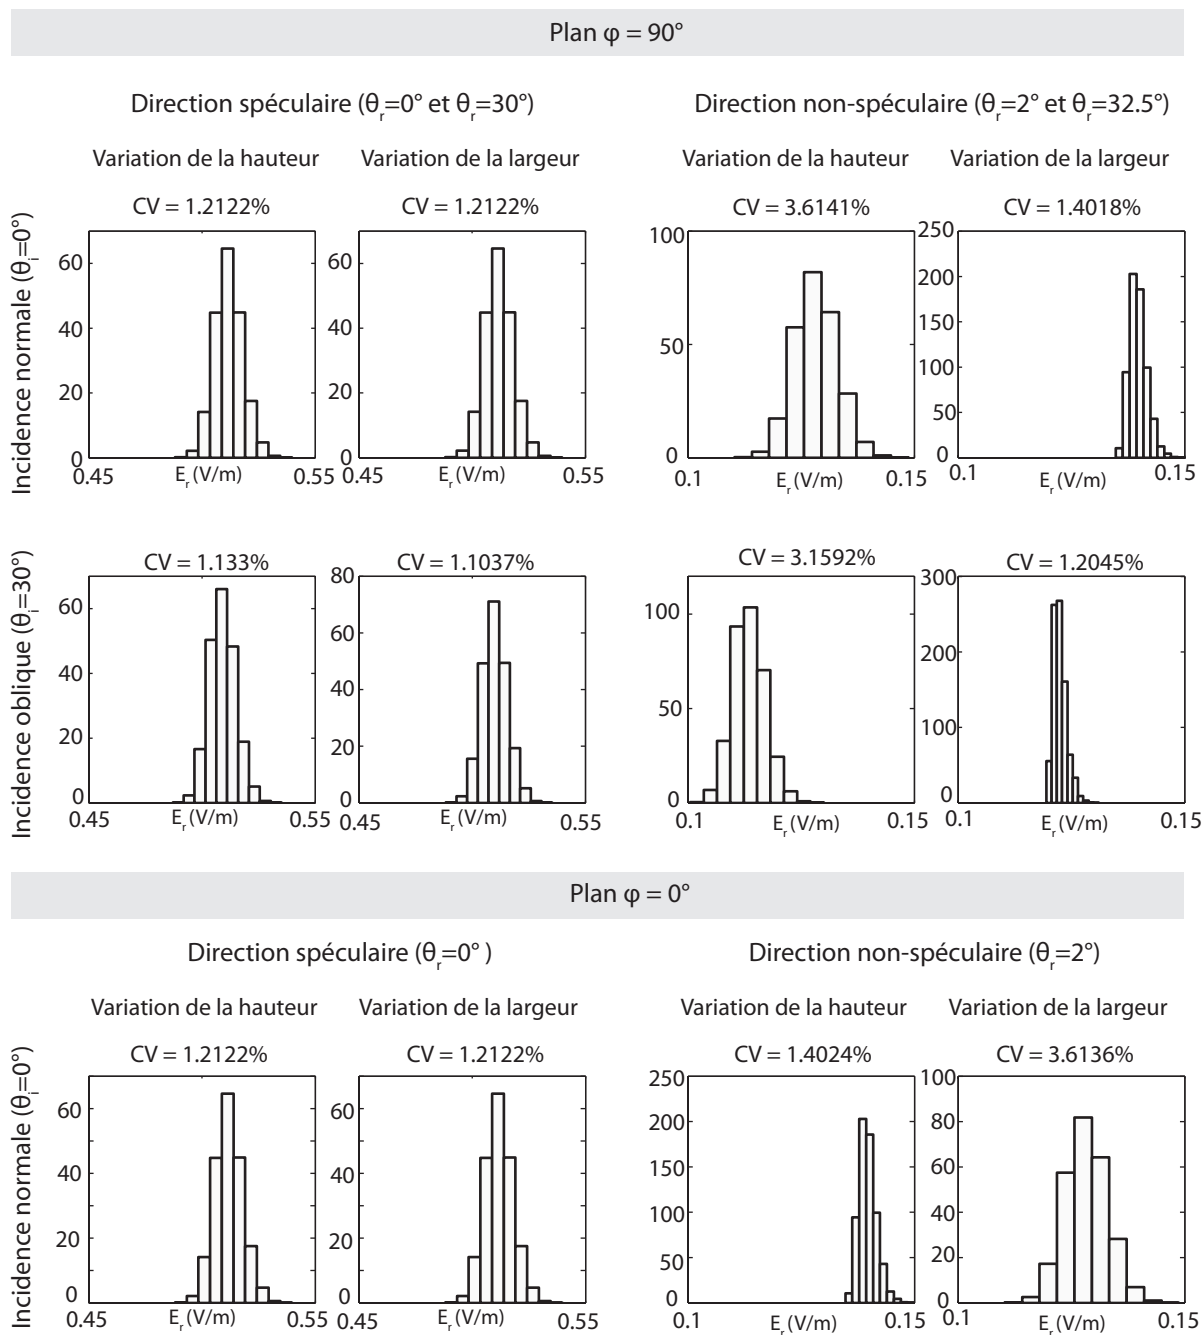 Plan φ = 90°
Direction spéculaire (θr=0° et θr=30°)
Direction non-spéculaire (θr=2° et θr=32.5°)
Variation de la hauteur
Variation de la largeur
Variation de la hauteur
Variation de la largeur
Incidence normale (θi=0°)
CV = 1.2122%
60
40
20
0
0.45
Er (V/m)
0.55
CV = 1.2122%
60
40
20
0
0.45
Er (V/m)
0.55
CV = 3.6141%
100
50
0
0.1
Er (V/m)
0.15
CV = 1.4018%
250
200
150
100
50
0
0.1
Er (V/m)
0.15
Incidence oblique (θi=30°)
CV = 1.133%
60
40
20
0
0.45
Er (V/m)
0.55
CV = 1.1037%
80
60
40
20
0
0.45
Er (V/m)
0.55
CV = 3.1592%
100
50
0
0.1
Er (V/m)
0.15
CV = 1.2045%
300
200
100
0
0.1
Er (V/m)
0.15
Plan φ = 0°
Direction spéculaire (θr=0° )
Direction non-spéculaire (θr=2°)
Variation de la hauteur
Variation de la largeur
Variation de la hauteur
Variation de la largeur
Incidence normale (θi=0°)
CV = 1.2122%
60
40
20
0
0.45
Er (V/m)
0.55
CV = 1.2122%
60
40
20
0
0.45
Er (V/m)
0.55
CV = 1.4024%
250
200
150
100
50
0
0.1
Er (V/m)
0.15
CV = 3.6136%
100
80
60
40
20
0
0.1
Er (V/m)
0.15